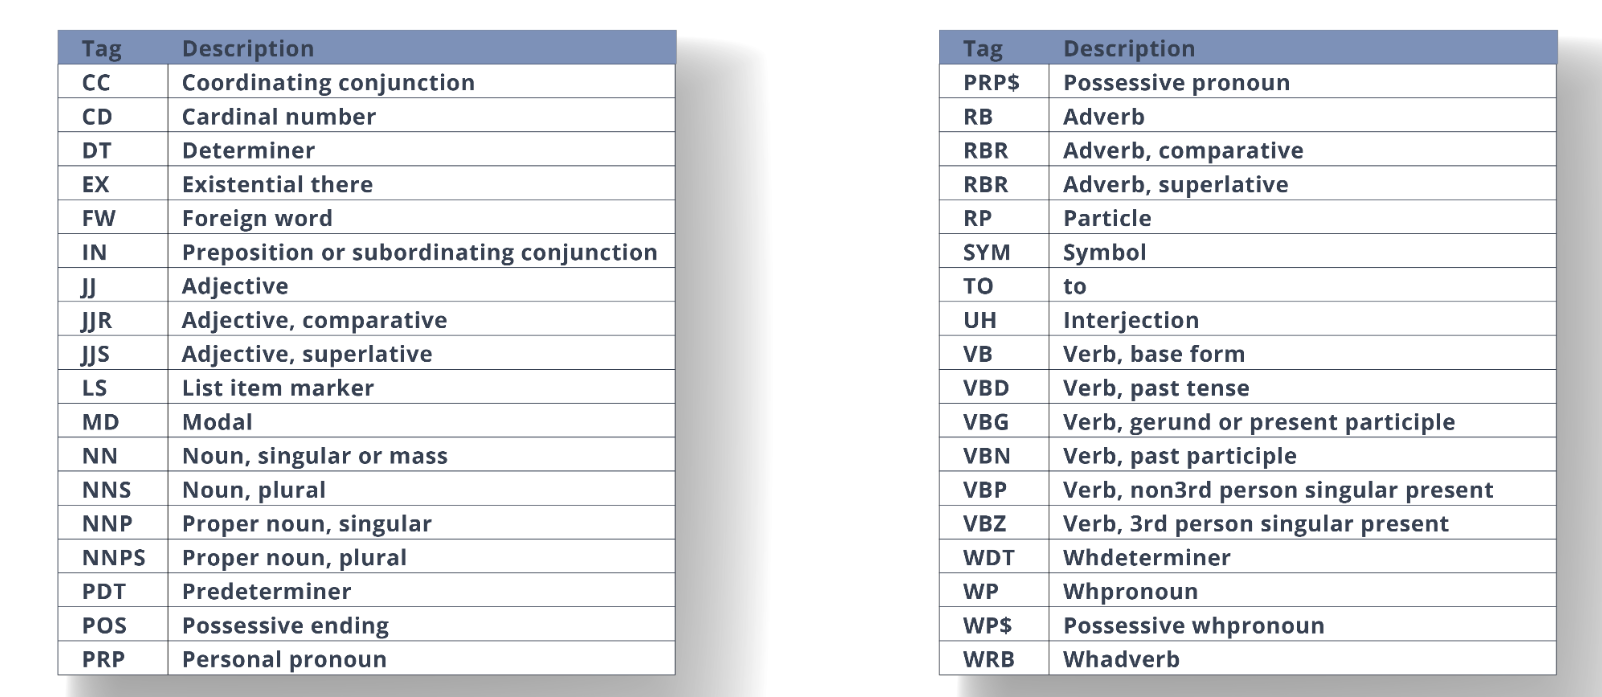 Tag Description
CC Coordinating conjunction
CD Cardinal number
DT Determiner
EX Existential there
FW Foreign word
IN Preposition or subordinating conjunction
JJ Adjective
JJR Adjective, comparative
JJS Adjective, superlative
LS List item marker
MD Modal
NN Noun, singular or mass
NNS Noun, plural
NNP Proper noun, singular
NNPS Proper noun, plural
PDT Predeterminer
POS Possessive ending
PRP Personal pronoun
Tag Description
PRP$ Possessive pronoun
RB Adverb
RBR Adverb, comparative
RBR Adverb, superlative
RP Particle
SYM Symbol
TO to
UH Interjection
VB Verb, base form
VBD Verb, past tense
VBG Verb, gerund or present participle
VBN Verb, past participle
VBP Verb, non3rd person singular present
VBZ Verb, 3rd person singular present
WDT Whdeterminer
WP Whpronoun
WP$ Possessive whpronoun
WRB Whadverb